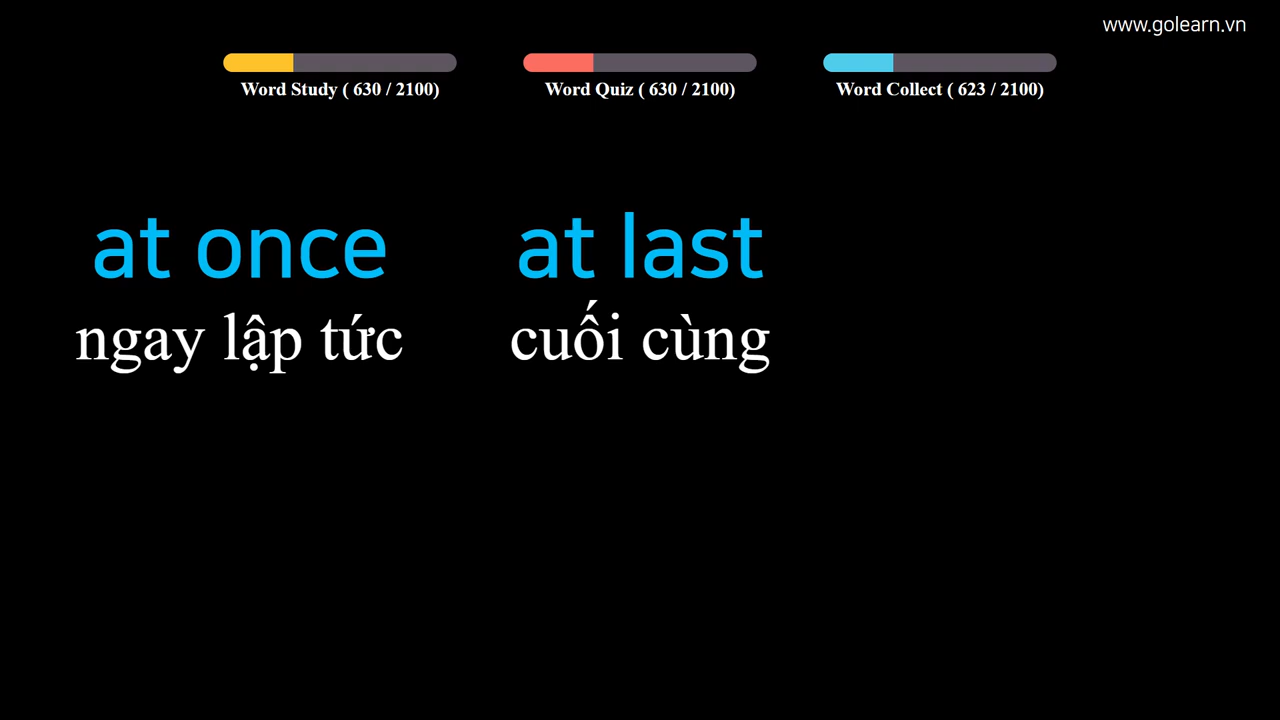 www.golearn.vn
Word Study ( 630 / 2100)
Word Quiz ( 630 / 2100)
Word Collect ( 623 / 2100)
at once
ngay lập tức
at last
cuối cùng